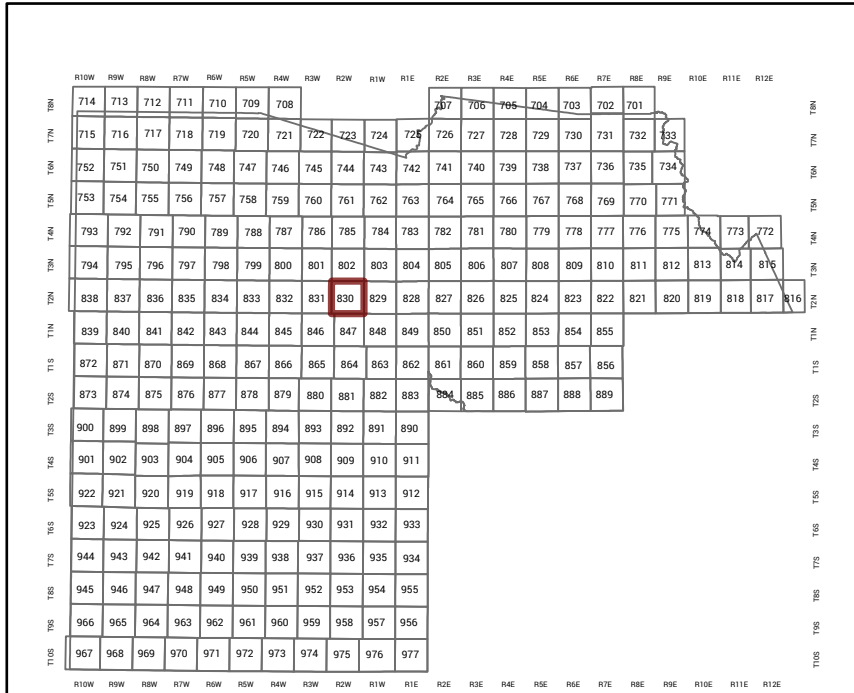 R10W R9W R8W R7W R6W R5W R4W R3W R2W R1W R1E R2E R3E R4E R5E R6E R7E R8E R9E R10E R11E R12E
T8N 714 713 712 711 710 709 708 707 706 705 704 703 702 701 T8N
T7N 715 716 717 718 719 720 721 722 723 724 725 726 727 728 729 730 731 732 733 T7N
T6N 752 751 750 749 748 747 746 745 744 743 742 741 740 739 738 737 736 735 734 T6N
T5N 753 754 755 756 757 758 759 760 761 762 763 764 765 766 767 768 769 770 771 T5N
T4N 793 792 791 790 789 788 787 786 785 784 783 782 781 780 779 778 777 776 775 774 773 772 T4N
T3N 794 795 796 797 798 799 800 801 802 803 804 805 806 807 808 809 810 811 812 813 814 815 T3N
T2N 838 837 836 835 834 833 832 831 830 829 828 827 826 825 824 823 822 821 820 819 818 817 816 T2N
T1N 839 840 841 842 843 844 845 846 847 848 849 850 851 852 853 854 855 T1N
T1S 872 871 870 869 868 867 866 865 864 863 862 861 860 859 858 857 856 T1S
T2S 873 874 875 876 877 878 879 880 881 882 883 884 885 886 887 888 889 T2S
T3S 900 899 898 897 896 895 894 893 892 891 890 T3S
T4S 901 902 903 904 905 906 907 908 909 910 911 T4S
T5S 922 921 920 919 918 917 916 915 914 913 912 T5S
T6S 923 924 925 926 927 928 929 930 931 932 933 T6S
T7S 944 943 942 941 940 939 938 937 936 935 934 T7S
T8S 945 946 947 948 949 950 951 952 953 954 955 T8S
T9S 966 965 964 963 962 961 960 959 958 957 956 T9S
T10S 967 968 969 970 971 972 973 974 975 976 977 T10S
R10W R9W R8W R7W R6W R5W R4W R3W R2W R1W R1E R2E R3E R4E R5E R6E R7E R8E R9E R10E R11E R12E